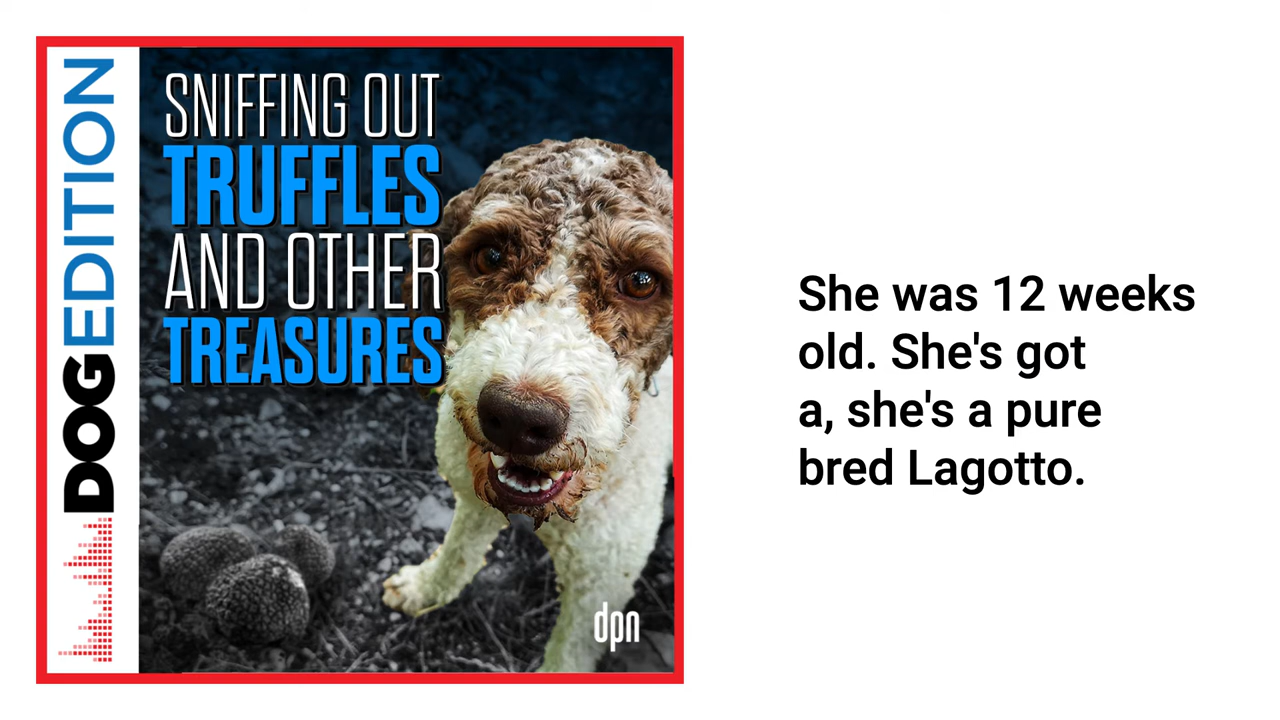 DOGEDITION
SNIFFING OUT
TRUFFLES
AND OTHER
TREASURES
dpn
She was 12 weeks
old. She's got
a, she's a pure
bred Lagotto.